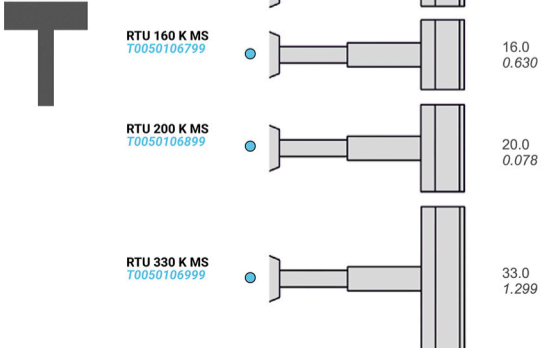 RTU 160 K MS
T0050106799
16.0
0.630
RTU 200 K MS
T0050106899
20.0
0.078
RTU 330 K MS
T0050106999
33.0
1.299